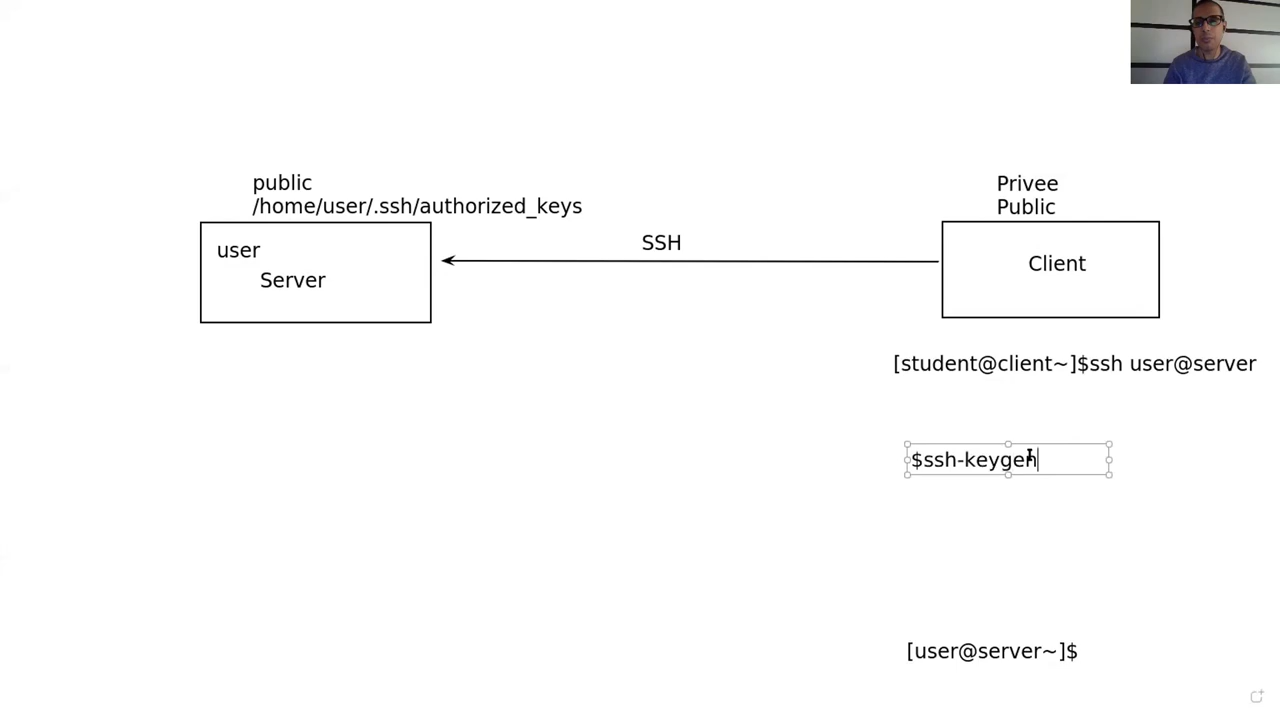 public
/home/user/.ssh/authorized_keys
Privee
Public
user
Server
SSH
Client
[student@client~]$ssh user@server
$ssh-keygen
[user@server~]$